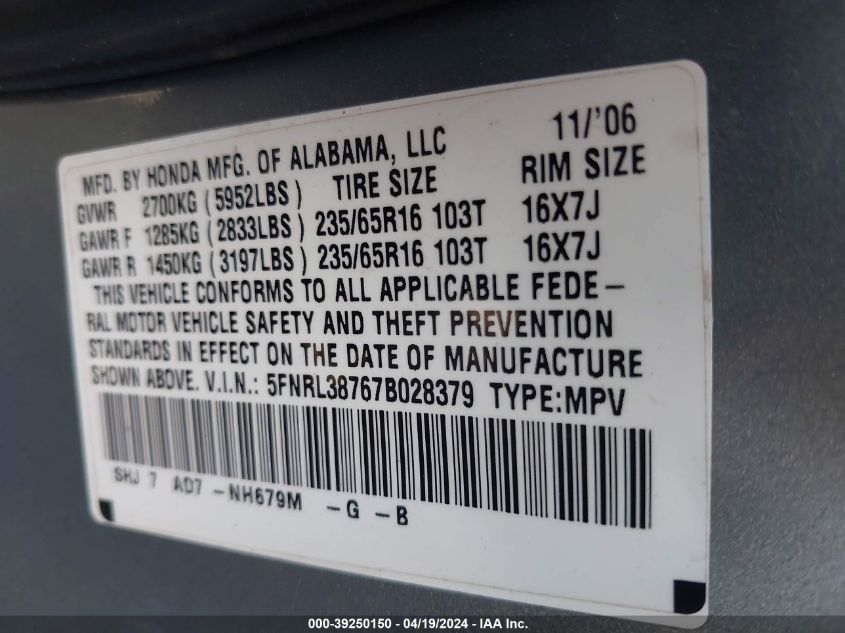 MFD. BY HONDA MFG. OF ALABAMA, LLC 11/'06
GVWR 2700KG (5952LBS) TIRE SIZE RIM SIZE
GAWR F 1285KG (2833LBS) 235/65R16 103T 16X7J
GAWR R 1450KG (3197LBS) 235/65R16 103T 16X7J
THIS VEHICLE CONFORMS TO ALL APPLICABLE FEDE-
RAL MOTOR VEHICLE SAFETY AND THEFT PREVENTION
STANDARDS IN EFFECT ON THE DATE OF MANUFACTURE
SHOWN ABOVE. V.I.N.: 5FNRL38767B028379 TYPE:MPV
SHJ 7 AD7 -NH679M -G -B
000-39250150 - 04/19/2024 - IAA Inc.